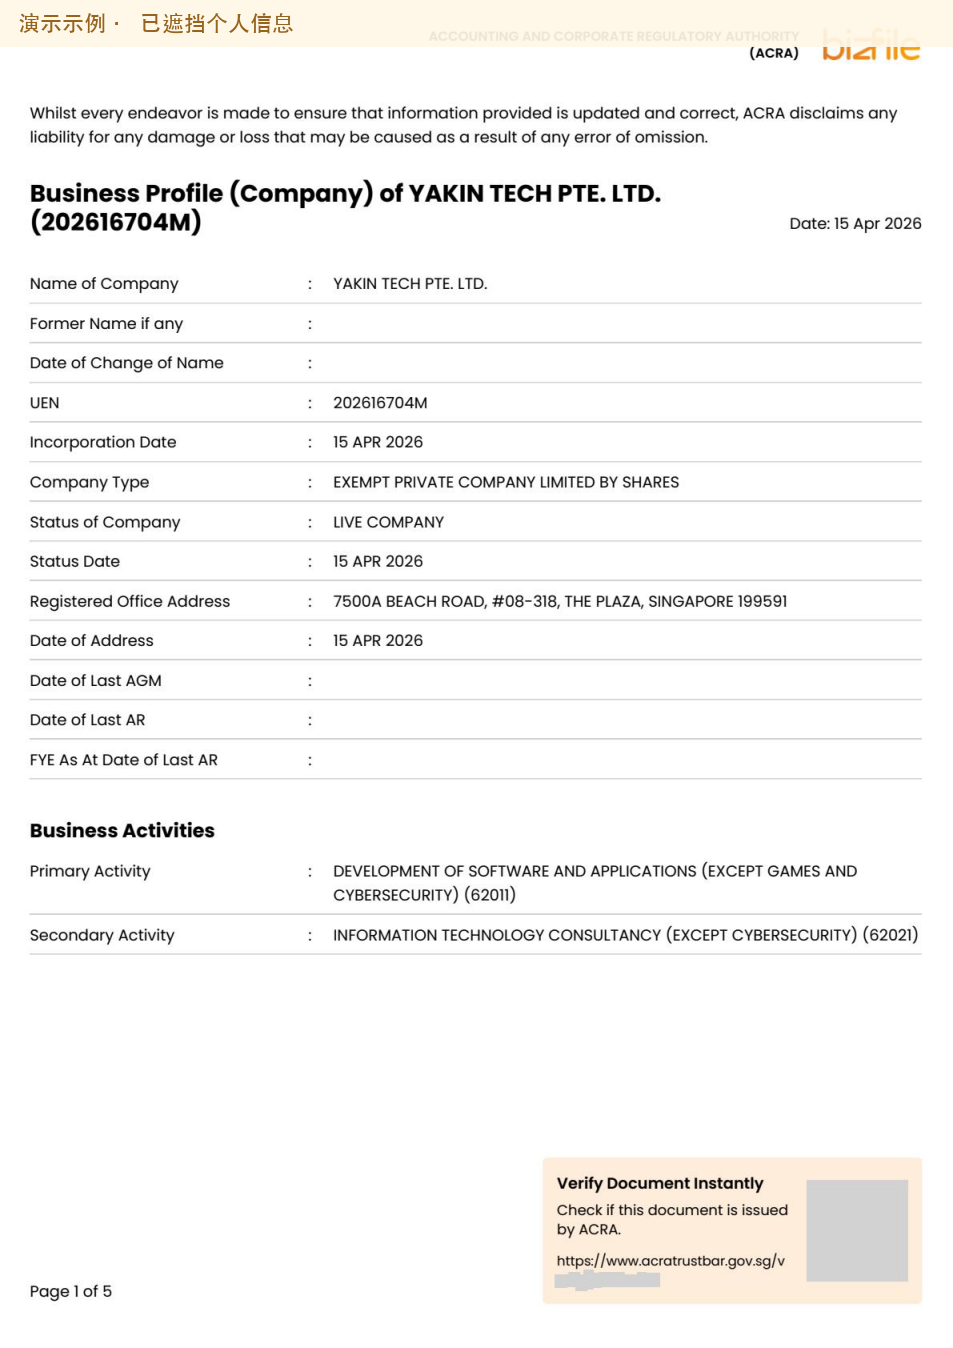 演示示例 · 已遮挡个人信息
ACCOUNTING AND CORPORATE REGULATORY AUTHORITY
(ACRA)
bizfile
Whilst every endeavor is made to ensure that information provided is updated and correct, ACRA disclaims any
liability for any damage or loss that may be caused as a result of any error of omission.
Business Profile (Company) of YAKIN TECH PTE. LTD.
(202616704M)
Date: 15 Apr 2026
Name of Company : YAKIN TECH PTE. LTD.
Former Name if any :
Date of Change of Name :
UEN : 202616704M
Incorporation Date : 15 APR 2026
Company Type : EXEMPT PRIVATE COMPANY LIMITED BY SHARES
Status of Company : LIVE COMPANY
Status Date : 15 APR 2026
Registered Office Address : 7500A BEACH ROAD, #08-318, THE PLAZA, SINGAPORE 199591
Date of Address : 15 APR 2026
Date of Last AGM :
Date of Last AR :
FYE As At Date of Last AR :
Business Activities
Primary Activity : DEVELOPMENT OF SOFTWARE AND APPLICATIONS (EXCEPT GAMES AND
CYBERSECURITY) (62011)
Secondary Activity : INFORMATION TECHNOLOGY CONSULTANCY (EXCEPT CYBERSECURITY) (62021)
Verify Document Instantly
Check if this document is issued
by ACRA.
https://www.acratrustbar.gov.sg/v
Page 1 of 5